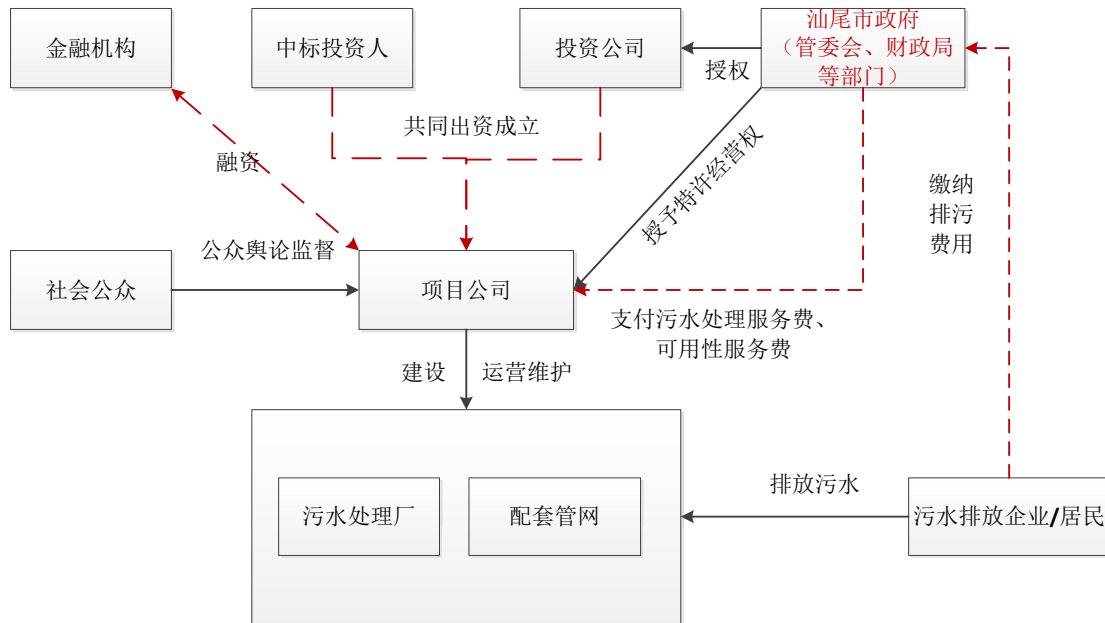 金融机构
中标投资人
投资公司
汕尾市政府
（管委会、财政局
等部门）
授权
共同出资成立
融资
授予特许经营权
缴纳
排污
费用
公众舆论监督
社会公众
项目公司
支付污水处理服务费、
可用性服务费
建设
运营维护
污水处理厂
配套管网
排放污水
污水排放企业/居民